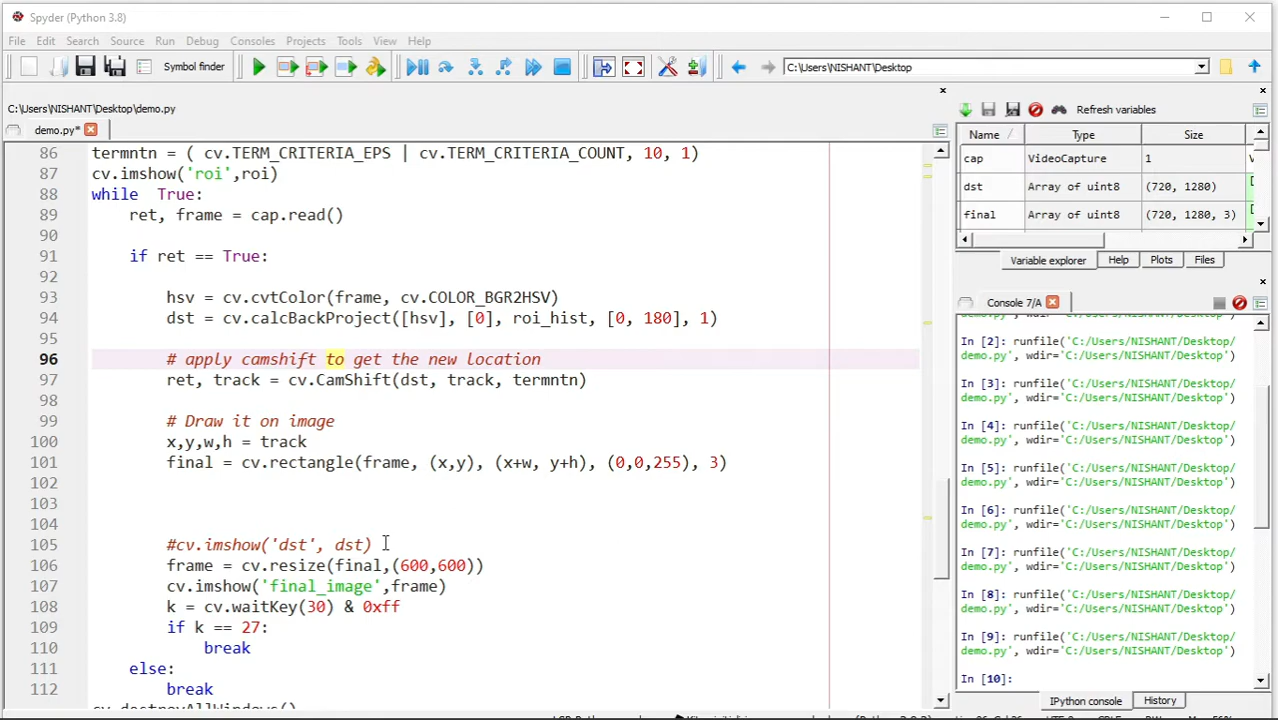 Spyder (Python 3.8)
File Edit Search Source Run Debug Consoles Projects Tools View Help
Symbol finder
C:\Users\NISHANT\Desktop
C:\Users\NISHANT\Desktop\demo.py
demo.py*
86 termntn = ( cv.TERM_CRITERIA_EPS | cv.TERM_CRITERIA_COUNT, 10, 1)
87 cv.imshow('roi',roi)
88 while True:
89 ret, frame = cap.read()
90
91 if ret == True:
92
93 hsv = cv.cvtColor(frame, cv.COLOR_BGR2HSV)
94 dst = cv.calcBackProject([hsv], [0], roi_hist, [0, 180], 1)
95
96 # apply camshift to get the new location
97 ret, track = cv.CamShift(dst, track, termntn)
98
99 # Draw it on image
100 x,y,w,h = track
101 final = cv.rectangle(frame, (x,y), (x+w, y+h), (0,0,255), 3)
102
103
104
105 #cv.imshow('dst', dst)
106 frame = cv.resize(final,(600,600))
107 cv.imshow('final_image',frame)
108 k = cv.waitKey(30) & 0xff
109 if k == 27:
110 break
111 else:
112 break
Refresh variables
Name Type Size
cap VideoCapture 1
dst Array of uint8 (720, 1280)
final Array of uint8 (720, 1280, 3)
Variable explorer Help Plots Files
Console 7/A
demo.py', wdir='C:/Users/NISHANT/Desktop')
In [2]: runfile('C:/Users/NISHANT/Desktop/
demo.py', wdir='C:/Users/NISHANT/Desktop')
In [3]: runfile('C:/Users/NISHANT/Desktop/
demo.py', wdir='C:/Users/NISHANT/Desktop')
In [4]: runfile('C:/Users/NISHANT/Desktop/
demo.py', wdir='C:/Users/NISHANT/Desktop')
In [5]: runfile('C:/Users/NISHANT/Desktop/
demo.py', wdir='C:/Users/NISHANT/Desktop')
In [6]: runfile('C:/Users/NISHANT/Desktop/
demo.py', wdir='C:/Users/NISHANT/Desktop')
In [7]: runfile('C:/Users/NISHANT/Desktop/
demo.py', wdir='C:/Users/NISHANT/Desktop')
In [8]: runfile('C:/Users/NISHANT/Desktop/
demo.py', wdir='C:/Users/NISHANT/Desktop')
In [9]: runfile('C:/Users/NISHANT/Desktop/
demo.py', wdir='C:/Users/NISHANT/Desktop')
In [10]:
IPython console History